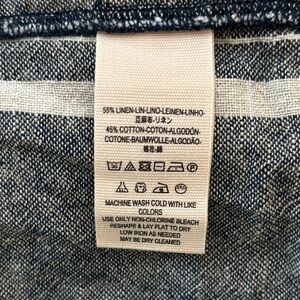 55% LINEN-LIN-LINO-LEINEN-LINHO-
亞麻布-リネン
45% COTTON-COTON-ALGODÓN-
COTONE-BAUMWOLLE-ALGODÃO-
棉花-綿
MACHINE WASH COLD WITH LIKE
COLORS
USE ONLY NON-CHLORINE BLEACH
RESHAPE & LAY FLAT TO DRY
LOW IRON AS NEEDED
MAY BE DRY CLEANED